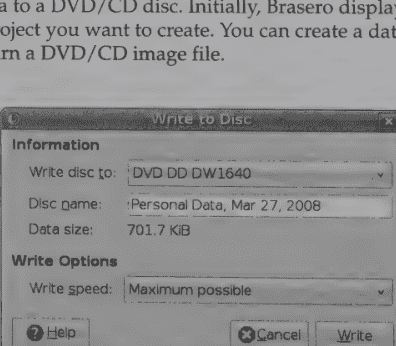 a to a DVD/CD disc. Initially, Brasero display
oject you want to create. You can create a dat
rn a DVD/CD image file.
Write to Disc
Information
Write disc to: DVD DD DW1640
Disc name: Personal Data, Mar 27, 2008
Data size: 701.7 KiB
Write Options
Write speed: Maximum possible
Help Cancel Write